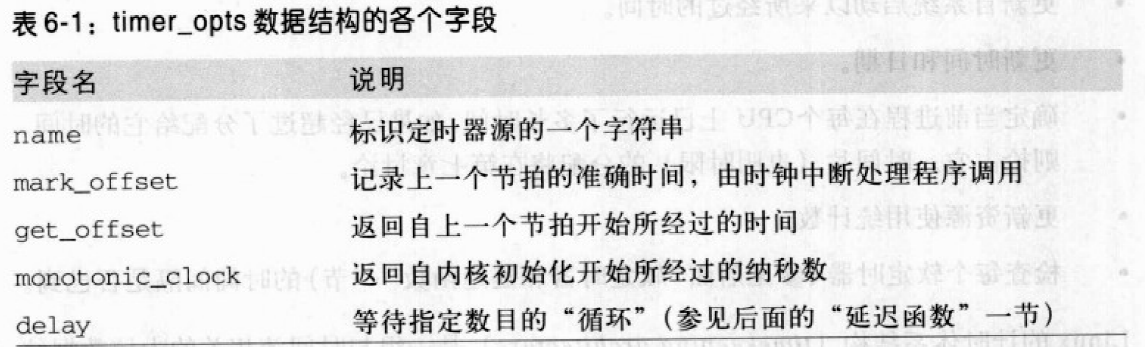 表 6-1：timer_opts 数据结构的各个字段
字段名 说明
name 标识定时器源的一个字符串
mark_offset 记录上一个节拍的准确时间，由时钟中断处理程序调用
get_offset 返回自上一个节拍开始所经过的时间
monotonic_clock 返回自内核初始化开始所经过的纳秒数
delay 等待指定数目的“循环”（参见后面的“延迟函数”一节）